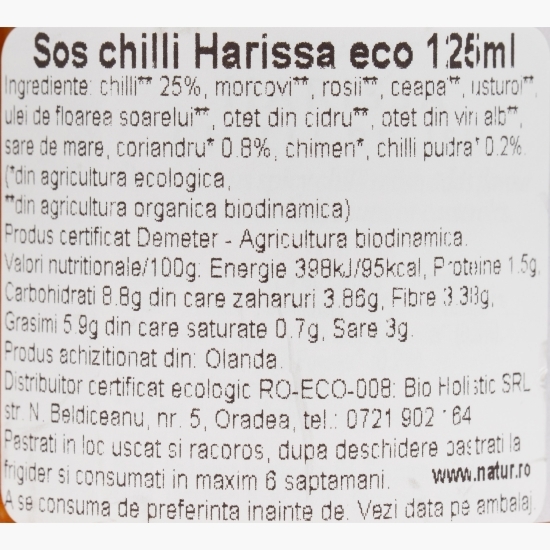 Sos chilli Harissa eco 125ml
Ingrediente: chilli** 25%, morcovi**, rosii**, ceapa**, usturoi**,
ulei de floarea soarelui**, otet din cidru**, otet din vin alb**,
sare de mare, coriandru* 0.8%, chimen*, chilli pudra* 0.2%.
(*din agricultura ecologica,
**din agricultura organica biodinamica)
Produs certificat Demeter - Agricultura biodinamica.
Valori nutritionale/100g: Energie 398kJ/95kcal, Proteine 1.5g,
Carbohidrati 8.8g din care zaharuri 3.86g, Fibre
Grasimi 5.9g din care saturate 0.7g, Sare 3g.
Produs achizitionat din: Olanda.
Distribuitor certificat ecologic RO-ECO-008: Bio Holistic SRL
str. N. Beldiceanu, nr. 5, Oradea, tel.: 0721 902
Pastrati in loc uscat si racoros, dupa deschidere pastrati la
frigider si consumati in maxim 6 saptamani.
www.natur.ro
A se consuma de preferinta inainte de: Vezi data pe ambalaj